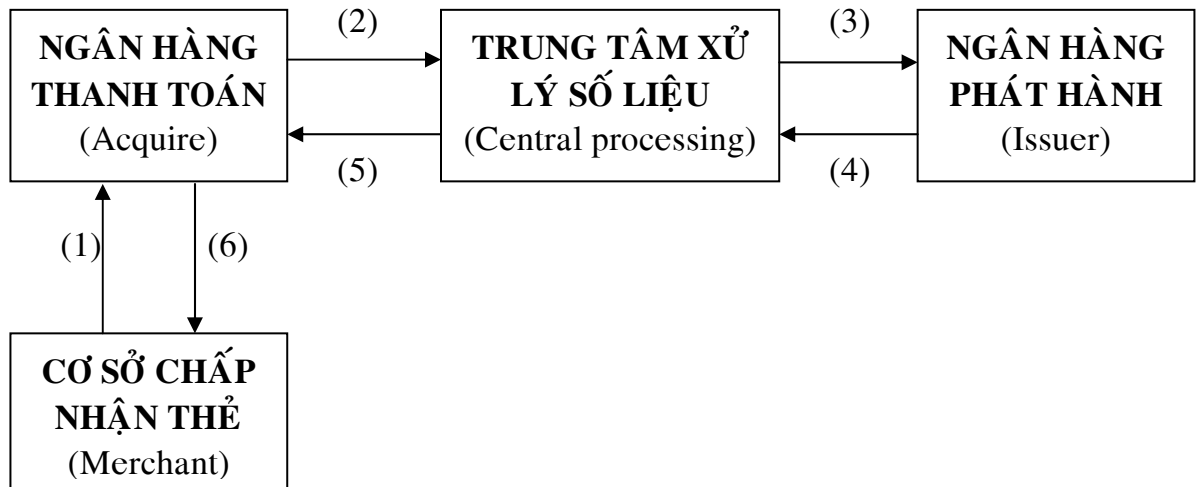 NGÂN HÀNG
THANH TOÁN
(Acquire)
(2)
(5)
TRUNG TÂM XỬ
LÝ SỐ LIỆU
(Central processing)
(3)
(4)
NGÂN HÀNG
PHÁT HÀNH
(Issuer)
(1)
(6)
CƠ SỞ CHẤP
NHẬN THẺ
(Merchant)